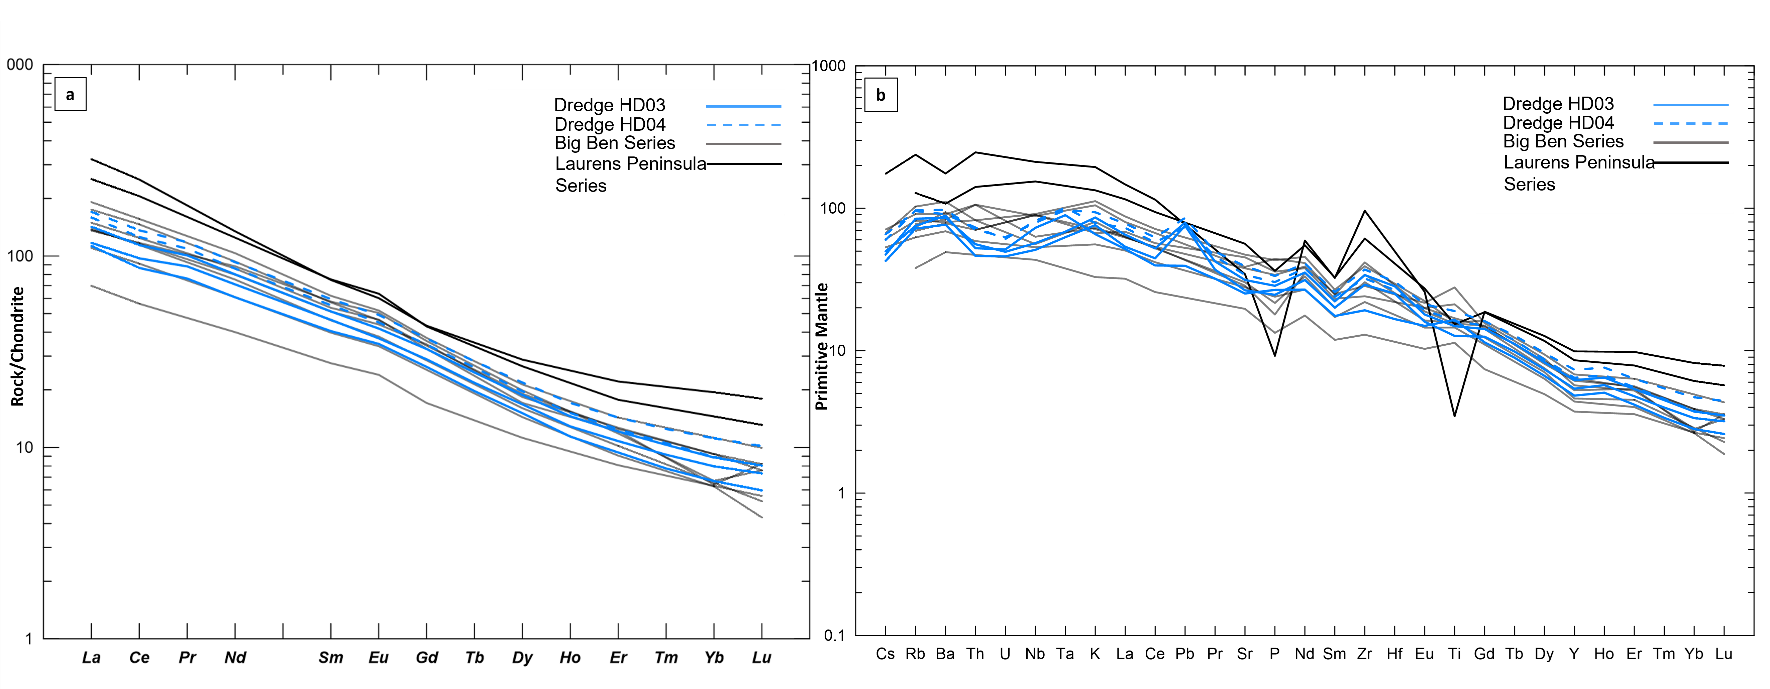 000
a
Dredge HD03
Dredge HD04
Big Ben Series
Laurens Peninsula
Series
100
Rock/Chondrite
10
1
La Ce Pr Nd Sm Eu Gd Tb Dy Ho Er Tm Yb Lu
1000
b
Dredge HD03
Dredge HD04
Big Ben Series
Laurens Peninsula
Series
100
Primitive Mantle
10
1
0.1
Cs Rb Ba Th U Nb Ta K La Ce Pb Pr Sr P Nd Sm Zr Hf Eu Ti Gd Tb Dy Y Ho Er Tm Yb Lu